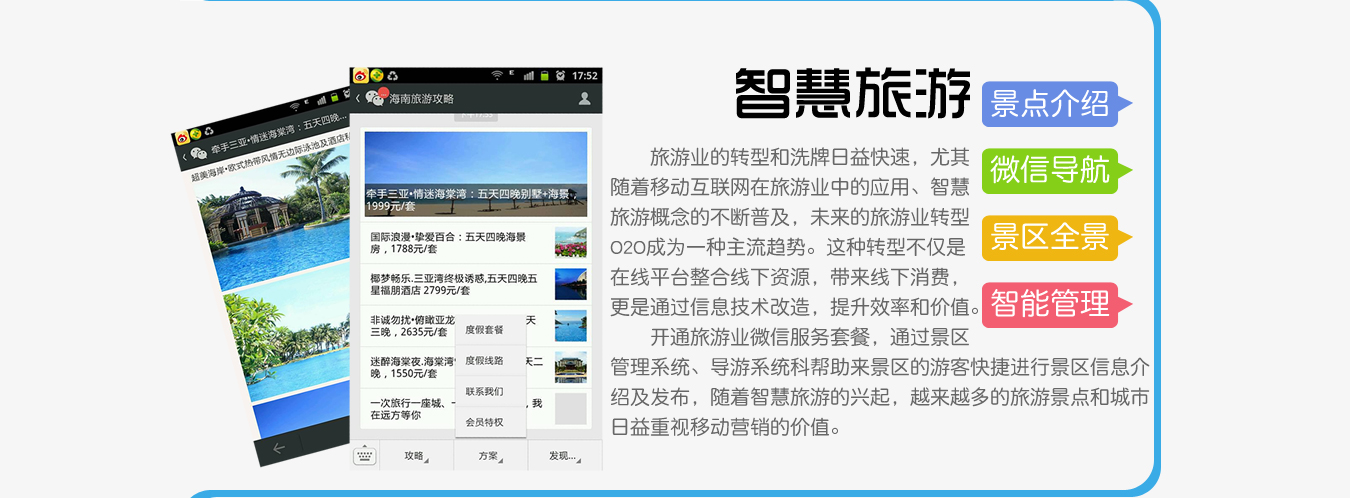 牵手三亚•情迷海棠湾：五天四晚...
超美海岸•欧式热带风情无边际泳池及酒店私
E
17:52
海南旅游攻略
牵手三亚•情迷海棠湾：五天四晚别墅+海景，
1999元/套
国际浪漫•挚爱百合：五天四晚海景
房，1788元/套
椰梦畅乐.三亚湾终极诱惑,五天四晚五
星福朋酒店 2799元/套
非诚勿扰•俯瞰亚龙
天
三晚，2635元/套
迷醉海棠夜.海棠湾
天二
晚，1550元/套
一次旅行一座城、
，我
在远方等你
度假套餐
度假线路
联系我们
会员特权
攻略
方案
发现...
智慧旅游
旅游业的转型和洗牌日益快速，尤其
随着移动互联网在旅游业中的应用、智慧
旅游概念的不断普及，未来的旅游业转型
O2O成为一种主流趋势。这种转型不仅是
在线平台整合线下资源，带来线下消费，
更是通过信息技术改造，提升效率和价值。
开通旅游业微信服务套餐，通过景区
管理系统、导游系统科帮助来景区的游客快捷进行景区信息介
绍及发布，随着智慧旅游的兴起，越来越多的旅游景点和城市
日益重视移动营销的价值。
景点介绍
微信导航
景区全景
智能管理